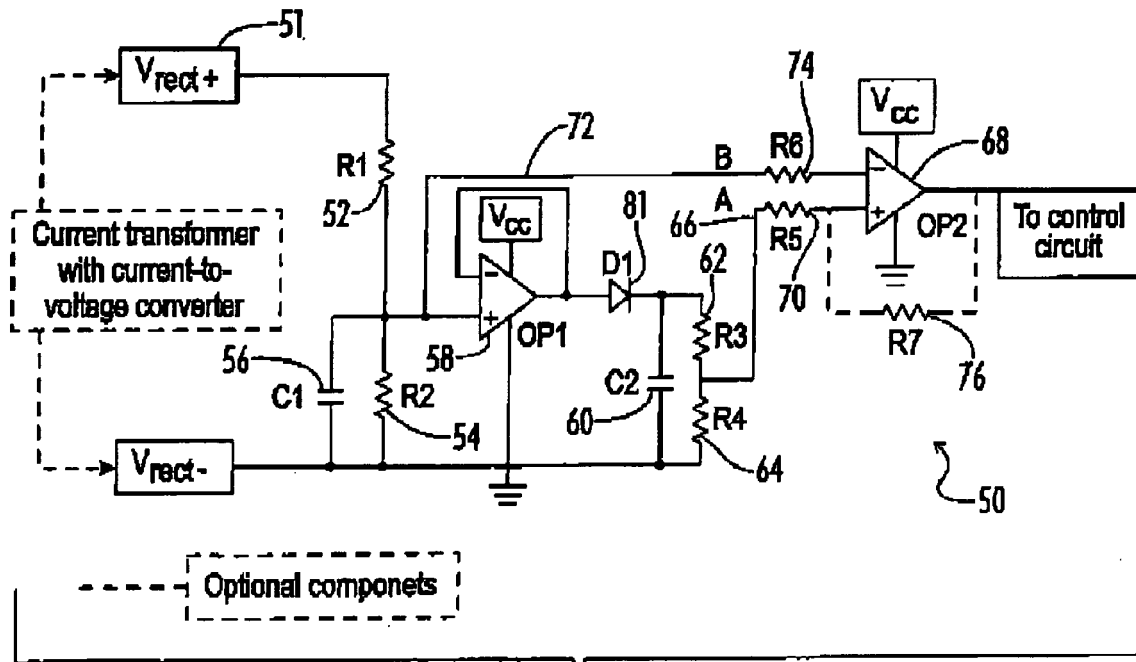 51
Vrect+
74
Vcc
72
B
R6
68
R1
52
A
81
66
R5
OP2
To control
circuit
Current transformer
with current-to-
voltage converter
Vcc
D1
62
70
56
58
OP1
R3
R7
C1
R2
C2
76
54
60
R4
64
Vrect-
50
Optional componets